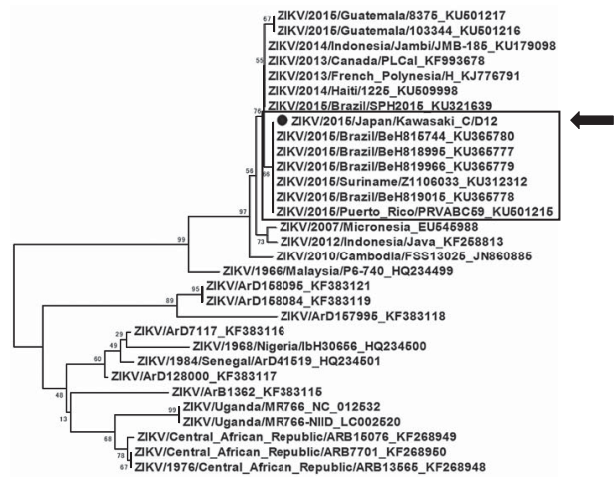 67
ZIKV/2015/Guatemala/8375_KU501217
ZIKV/2015/Guatemala/103344_KU501216
ZIKV/2014/Indonesia/Jambi/JMB-185_KU179098
55
ZIKV/2013/Canada/PLCal_KF993678
ZIKV/2013/French_Polynesia/H_KJ776791
ZIKV/2014/Haiti/1225_KU509998
76
ZIKV/2015/Brazil/SPH2015_KU321639
ZIKV/2015/Japan/Kawasaki_C/D12
ZIKV/2015/Brazil/BeH815744_KU365780
ZIKV/2015/Brazil/BeH818995_KU365777
ZIKV/2015/Brazil/BeH819966_KU365779
66
56
ZIKV/2015/Suriname/Z1106033_KU312312
ZIKV/2015/Brazil/BeH819015_KU365778
97
ZIKV/2015/Puerto_Rico/PRVABC59_KU501215
ZIKV/2007/Micronesia_EU545988
99
73
ZIKV/2012/Indonesia/Java_KF258813
ZIKV/2010/Cambodia/FSS13025_JN860885
ZIKV/1966/Malaysia/P6-740_HQ234499
95
ZIKV/ArD158095_KF383121
89
ZIKV/ArD158084_KF383119
ZIKV/ArD157995_KF383118
29
ZIKV/ArD7117_KF383116
49
ZIKV/1968/Nigeria/IbH30656_HQ234500
60
ZIKV/1984/Senegal/ArD41519_HQ234501
ZIKV/ArD128000_KF383117
48
ZIKV/ArB1362_KF383115
13
99
ZIKV/Uganda/MR766_NC_012532
ZIKV/Uganda/MR766-NIID_LC002520
68
ZIKV/Central_African_Republic/ARB15076_KF268949
78
ZIKV/Central_African_Republic/ARB7701_KF268950
67
ZIKV/1976/Central_African_Republic/ARB13565_KF268948